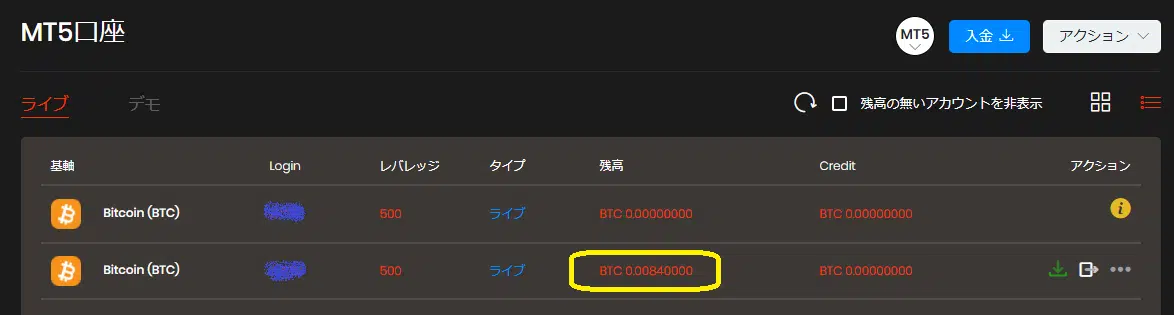 MT5口座
MT5 入金 アクション
ライブ デモ 残高の無いアカウントを非表示
基軸 Login レバレッジ タイプ 残高 Credit アクション
Bitcoin (BTC) 500 ライブ BTC 0.00000000 BTC 0.00000000
Bitcoin (BTC) 500 ライブ BTC 0.00840000 BTC 0.00000000